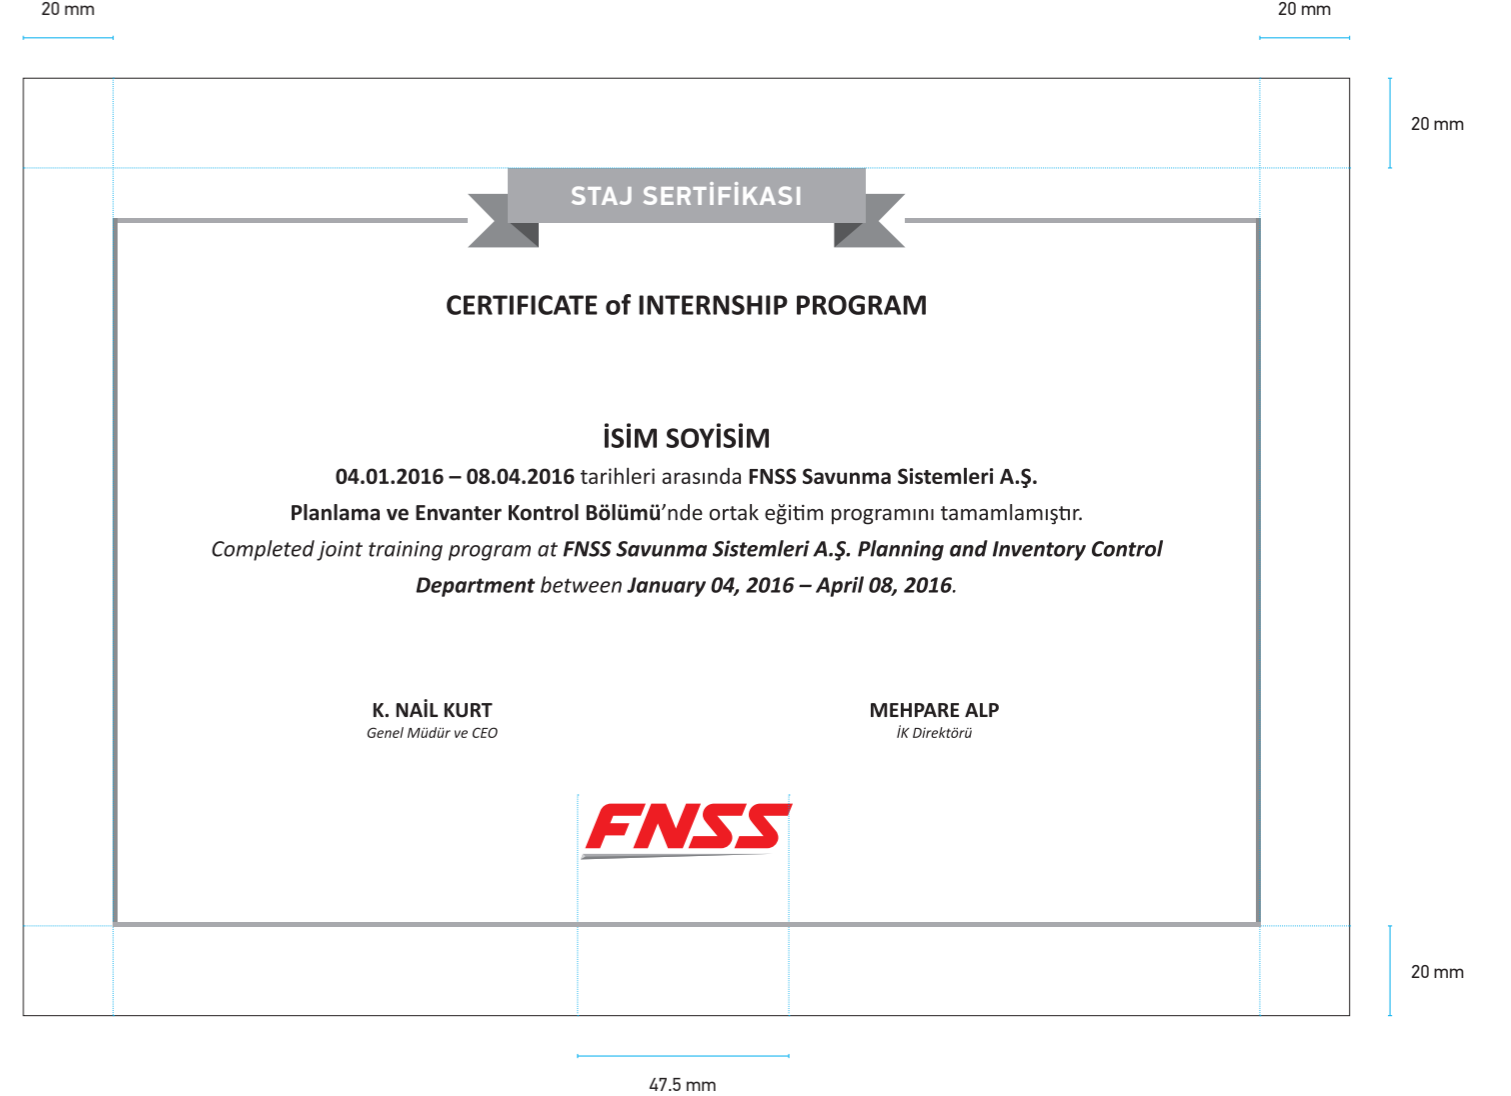 20 mm
20 mm
20 mm
STAJ SERTİFİKASI
CERTIFICATE of INTERNSHIP PROGRAM
İSİM SOYİSİM
04.01.2016 – 08.04.2016 tarihleri arasında FNSS Savunma Sistemleri A.Ş.
Planlama ve Envanter Kontrol Bölümü’nde ortak eğitim programını tamamlamıştır.
Completed joint training program at FNSS Savunma Sistemleri A.Ş. Planning and Inventory Control
Department between January 04, 2016 – April 08, 2016.
K. NAİL KURT
Genel Müdür ve CEO
MEHPARE ALP
İK Direktörü
FNSS
20 mm
47.5 mm